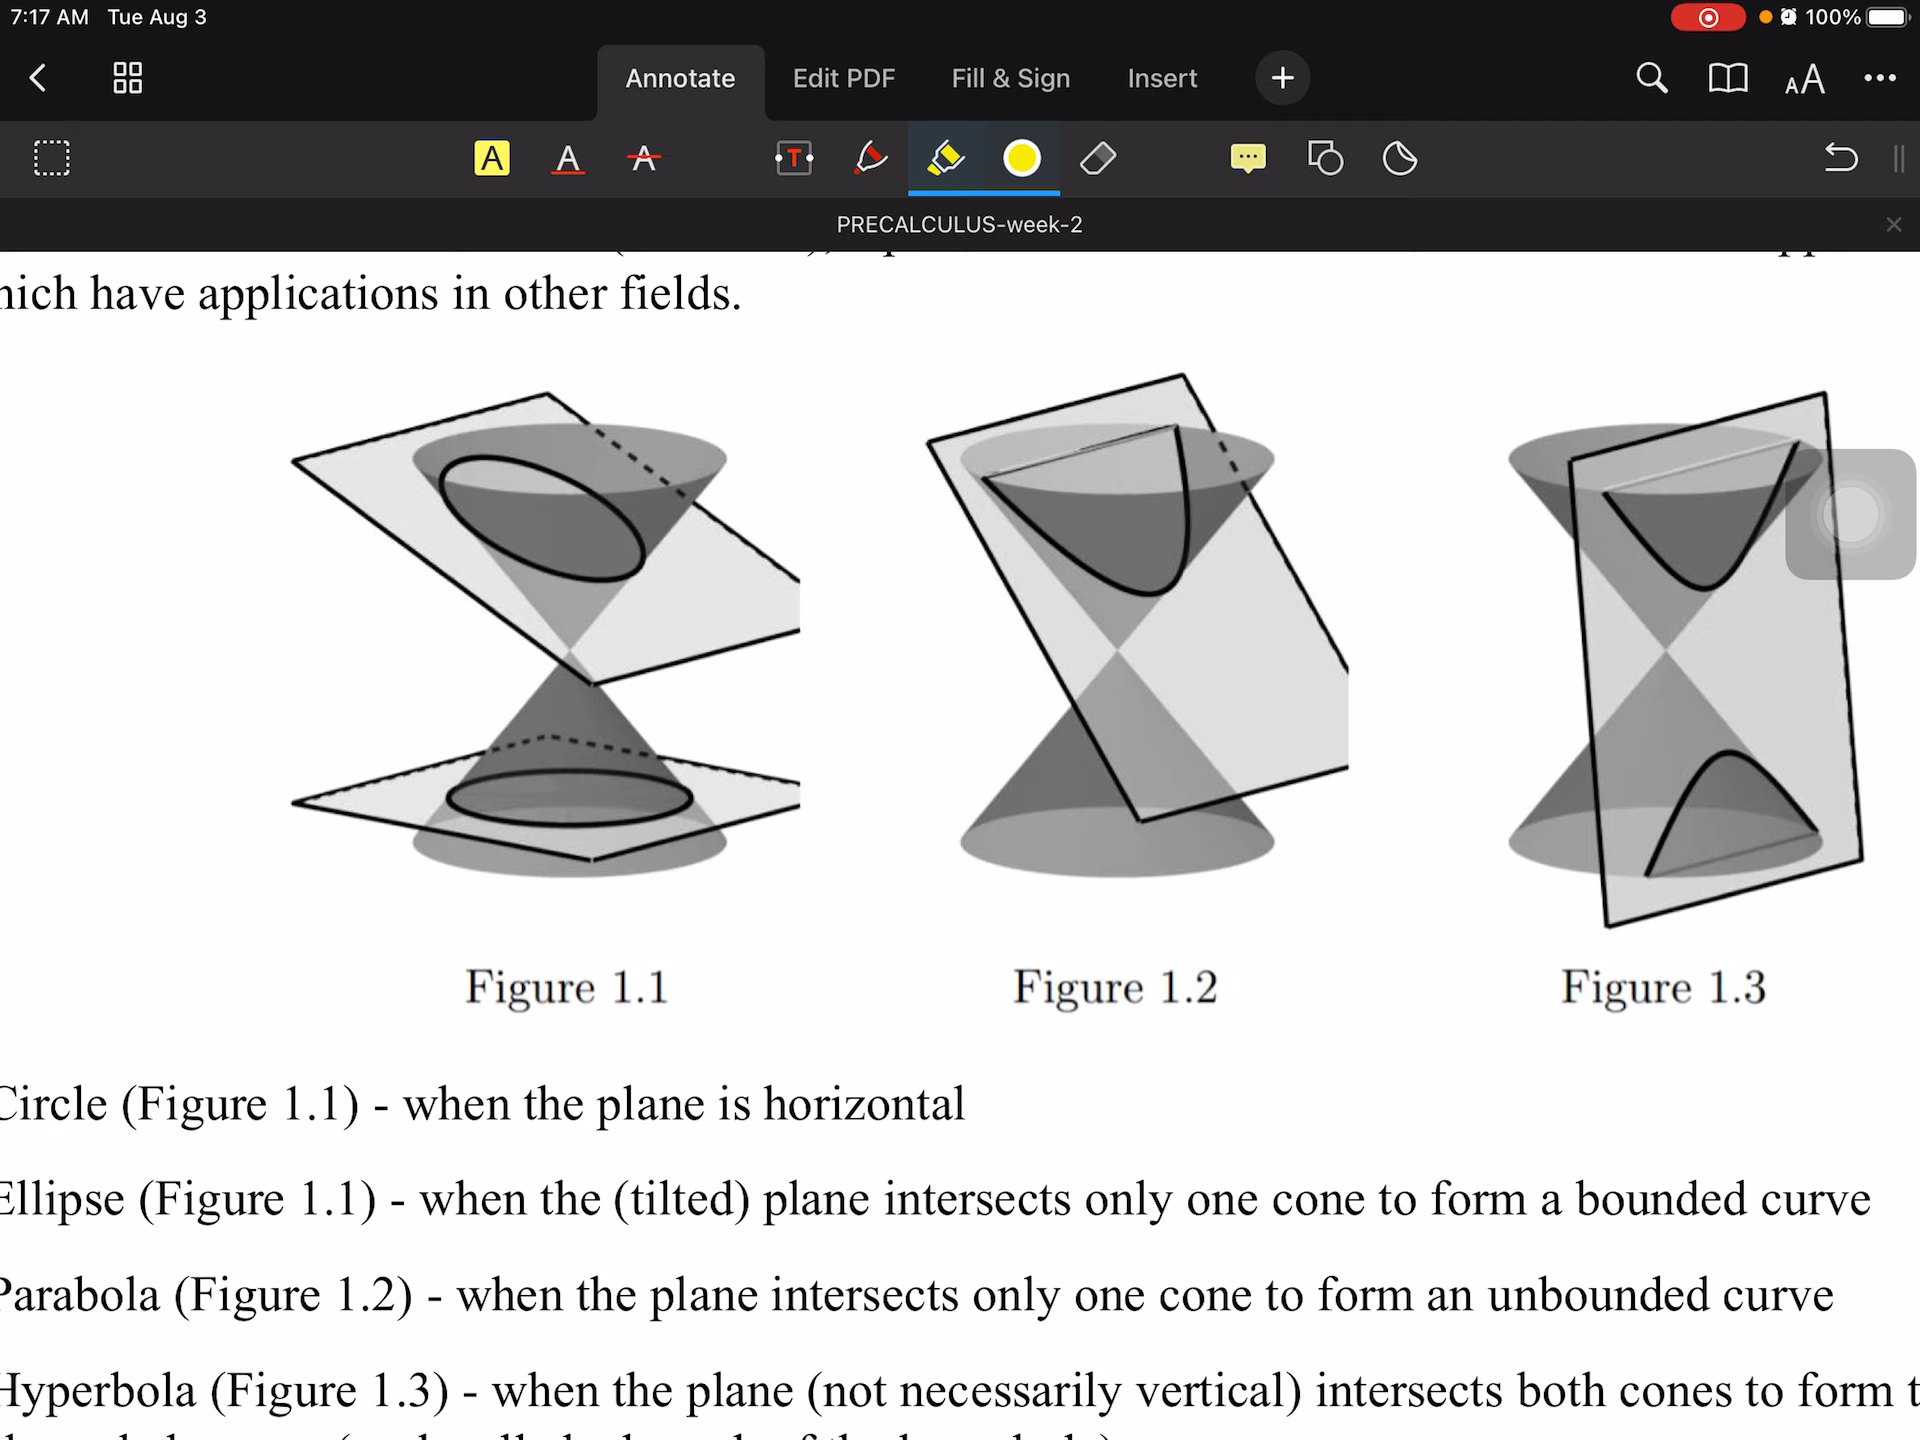 7:17 AM Tue Aug 3
100%
Annotate Edit PDF Fill & Sign Insert
AA
A A A T
PRECALCULUS-week-2
have applications in other fields.
Figure 1.1 Figure 1.2 Figure 1.3
Circle (Figure 1.1) - when the plane is horizontal
Ellipse (Figure 1.1) - when the (tilted) plane intersects only one cone to form a bounded curve
Parabola (Figure 1.2) - when the plane intersects only one cone to form an unbounded curve
Hyperbola (Figure 1.3) - when the plane (not necessarily vertical) intersects both cones to form